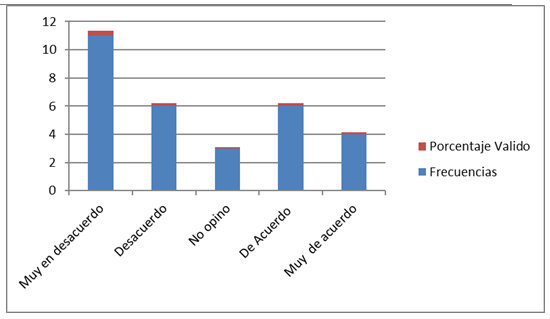 12
10
8
6
4
2
0
Muy en desacuerdo
Desacuerdo
No opino
De Acuerdo
Muy de acuerdo
Porcentaje Valido
Frecuencias